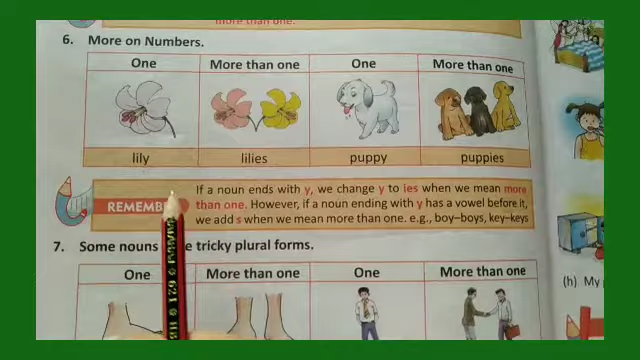 more than one.
6. More on Numbers.
One More than one One More than one
lily lilies puppy puppies
If a noun ends with y, we change y to ies when we mean more
REMEMBE than one. However, if a noun ending with y has a vowel before it,
we add s when we mean more than one. e.g., boy–boys, key–keys
7. Some nouns tricky plural forms.
One More than one One More than one
(h) My
621